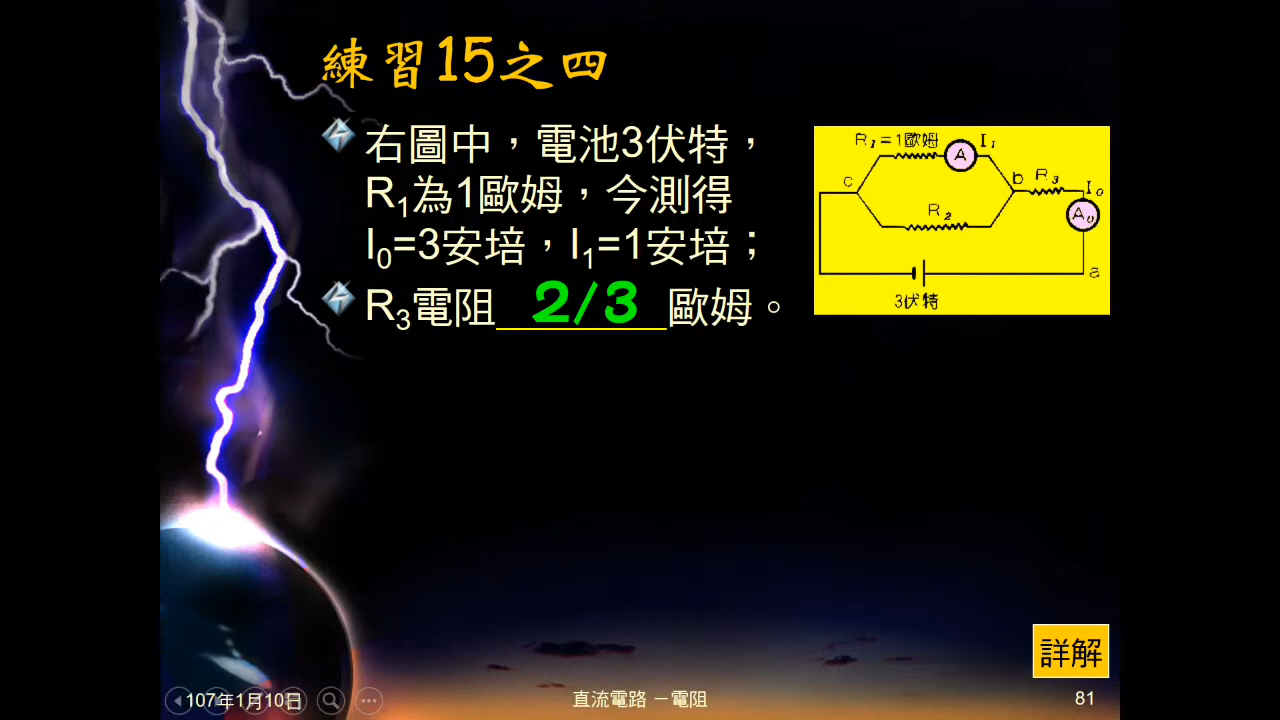 練習15之四
右圖中，電池3伏特，
R₁為1歐姆，今測得
I₀=3安培，I₁=1安培；
R₃電阻 2/3 歐姆。
R₁=1歐姆 A I₁
c b R₃ I₀
R₂ A₀
a
3伏特
詳解
107年1月10日 直流電路－電阻 81